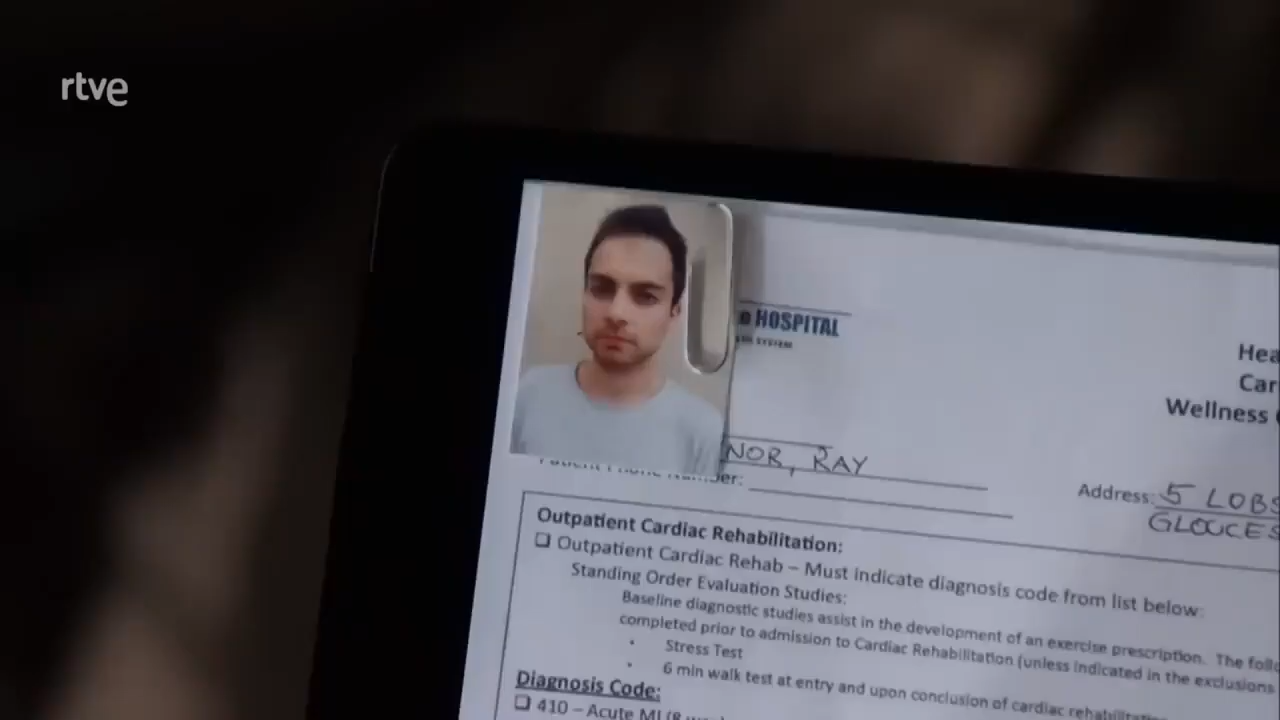 rtve
HOSPITAL
Hea
Car
Wellness
NOR, RAY
Address: 5 LOBS
GLOUCES
Outpatient Cardiac Rehabilitation:
❑ Outpatient Cardiac Rehab – Must indicate diagnosis code from list below:
Standing Order Evaluation Studies:
Baseline diagnostic studies assist in the development of an exercise prescription. The follo
completed prior to admission to Cardiac Rehabilitation (unless indicated in the exclusions
• Stress Test
• 6 min walk test at entry and upon conclusion of cardiac rehabilitatio
Diagnosis Code:
❑ 410 – Acute MI (8